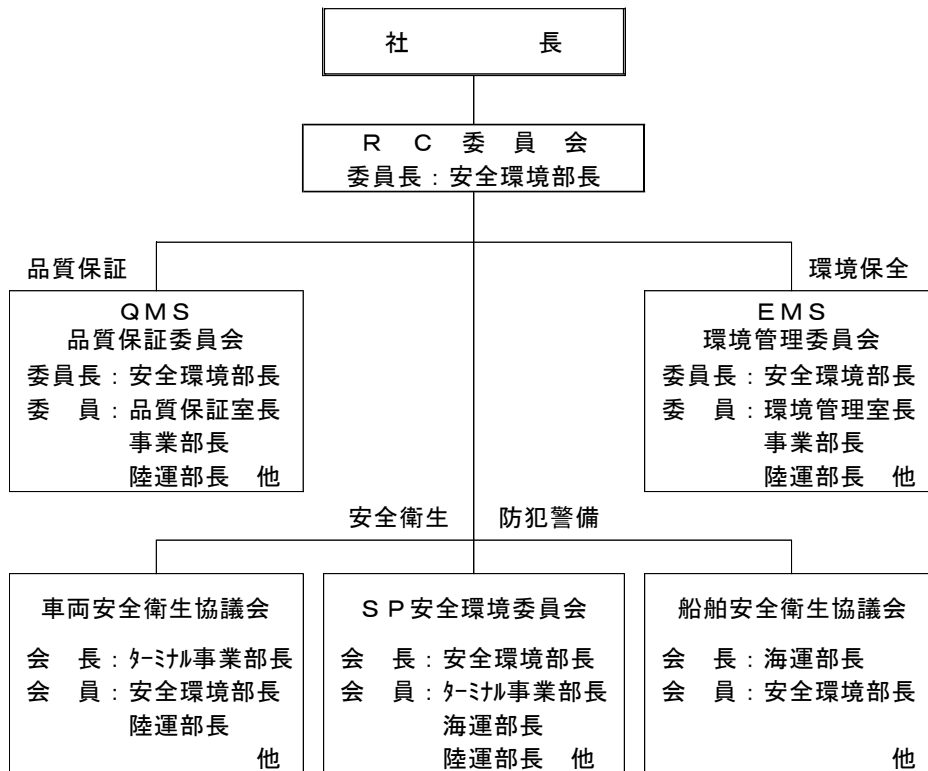 社 長
ＲＣ委員会
委員長：安全環境部長
品質保証
環境保全
ＱＭＳ
品質保証委員会
委員長：安全環境部長
委　員：品質保証室長
事業部長
陸運部長　他
ＥＭＳ
環境管理委員会
委員長：安全環境部長
委　員：環境管理室長
事業部長
陸運部長　他
安全衛生
防犯警備
車両安全衛生協議会
会　長：ﾀｰﾐﾅﾙ事業部長
会　員：安全環境部長
陸運部長
他
ＳＰ安全環境委員会
会　長：安全環境部長
会　員：ﾀｰﾐﾅﾙ事業部長
海運部長
陸運部長　他
船舶安全衛生協議会
会　長：海運部長
会　員：安全環境部長
他